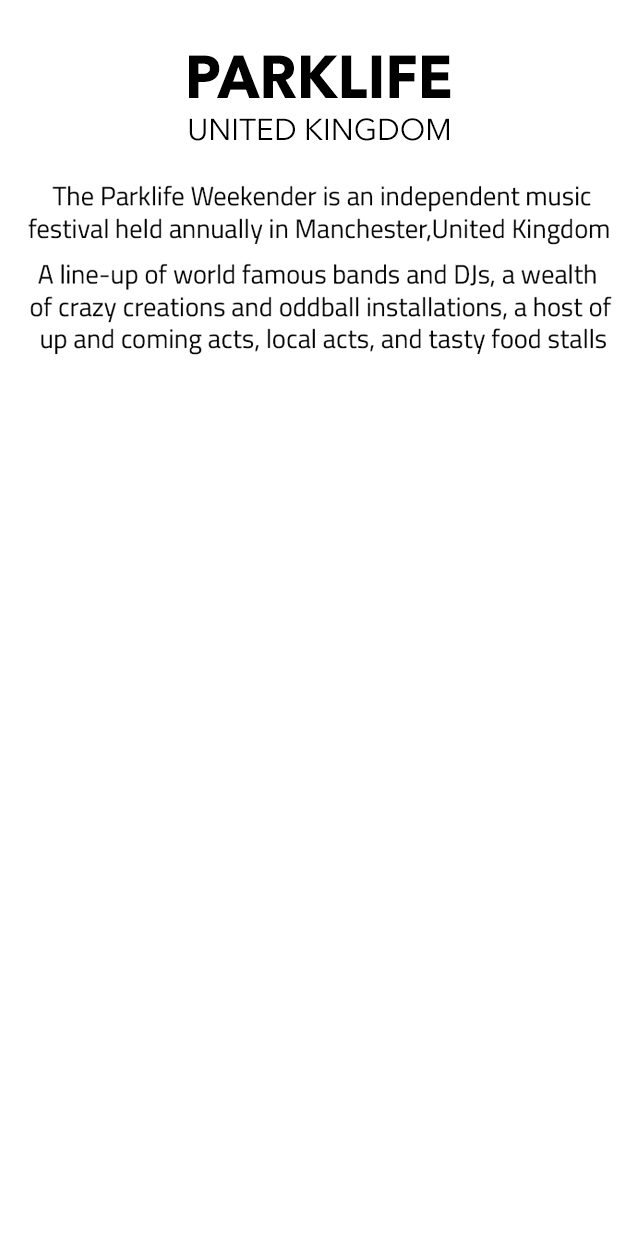 PARKLIFE
UNITED KINGDOM
The Parklife Weekender is an independent music
festival held annually in Manchester,United Kingdom
A line-up of world famous bands and DJs, a wealth
of crazy creations and oddball installations, a host of
up and coming acts, local acts, and tasty food stalls